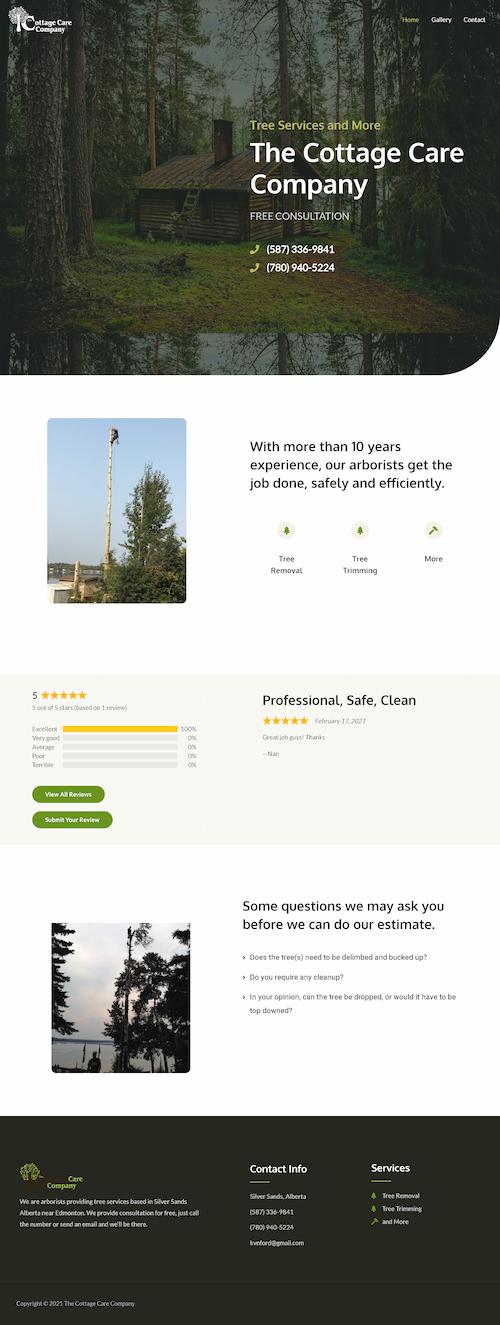 Cottage Care
Company
Home Gallery Contact
Tree Services and More
The Cottage Care
Company
FREE CONSULTATION
(587) 336-9841
(780) 940-5224
With more than 10 years
experience, our arborists get the
job done, safely and efficiently.
Tree
Removal
Tree
Trimming
More
5
5 out of 5 stars (based on 1 review)
Excellent 100%
Very good 0%
Average 0%
Poor 0%
Terrible 0%
View All Reviews
Submit Your Review
Professional, Safe, Clean
February 17, 2021
Great job guys! Thanks
—Nan
Some questions we may ask you
before we can do our estimate.
Does the tree(s) need to be delimbed and bucked up?
Do you require any cleanup?
In your opinion, can the tree be dropped, or would it have to be
top downed?
Care
Company
We are arborists providing tree services based in Silver Sands
Alberta near Edmonton. We provide consultation for free, just call
the number or send an email and we'll be there.
Contact Info
Silver Sands, Alberta
(587) 336-9841
(780) 940-5224
kvnford@gmail.com
Services
Tree Removal
Tree Trimming
and More
Copyright © 2021 The Cottage Care Company